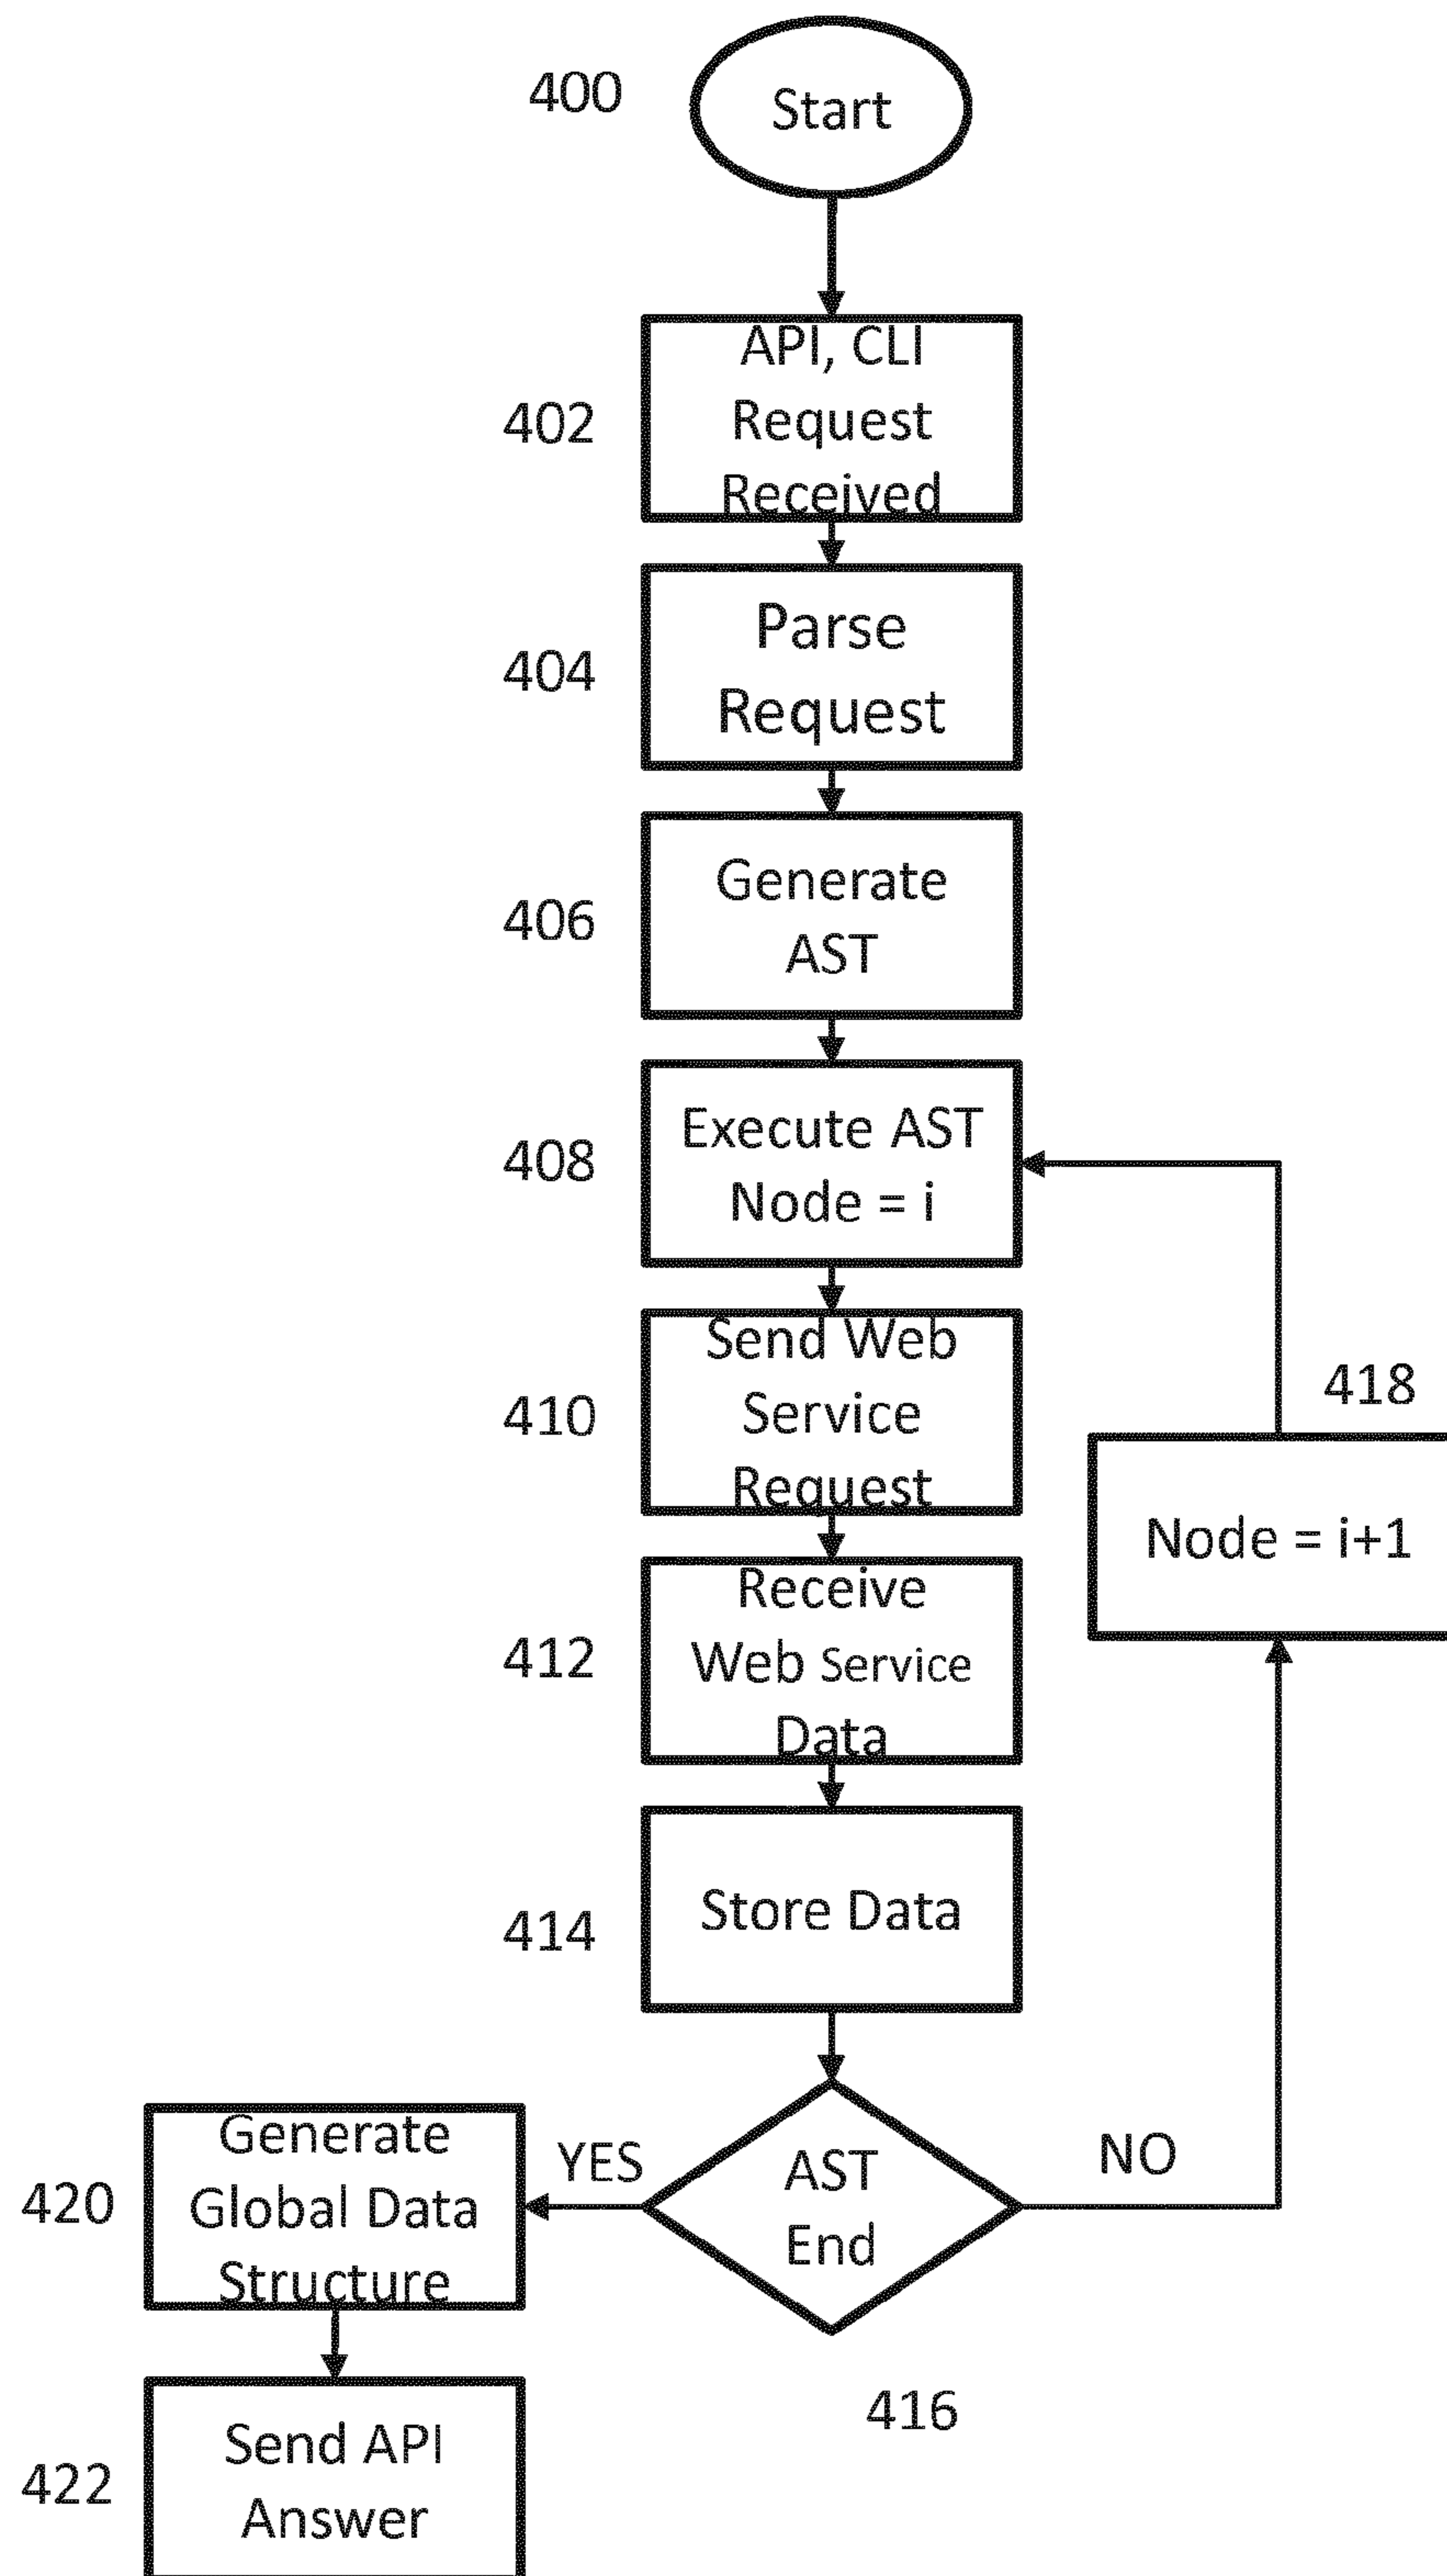 400
Start
402
API, CLI
Request
Received
404
Parse
Request
406
Generate
AST
408
Execute AST
Node = i
410
Send Web
Service
Request
418
Node = i+1
412
Receive
Web Service
Data
414
Store Data
416
AST
End
YES
NO
420
Generate
Global Data
Structure
422
Send API
Answer